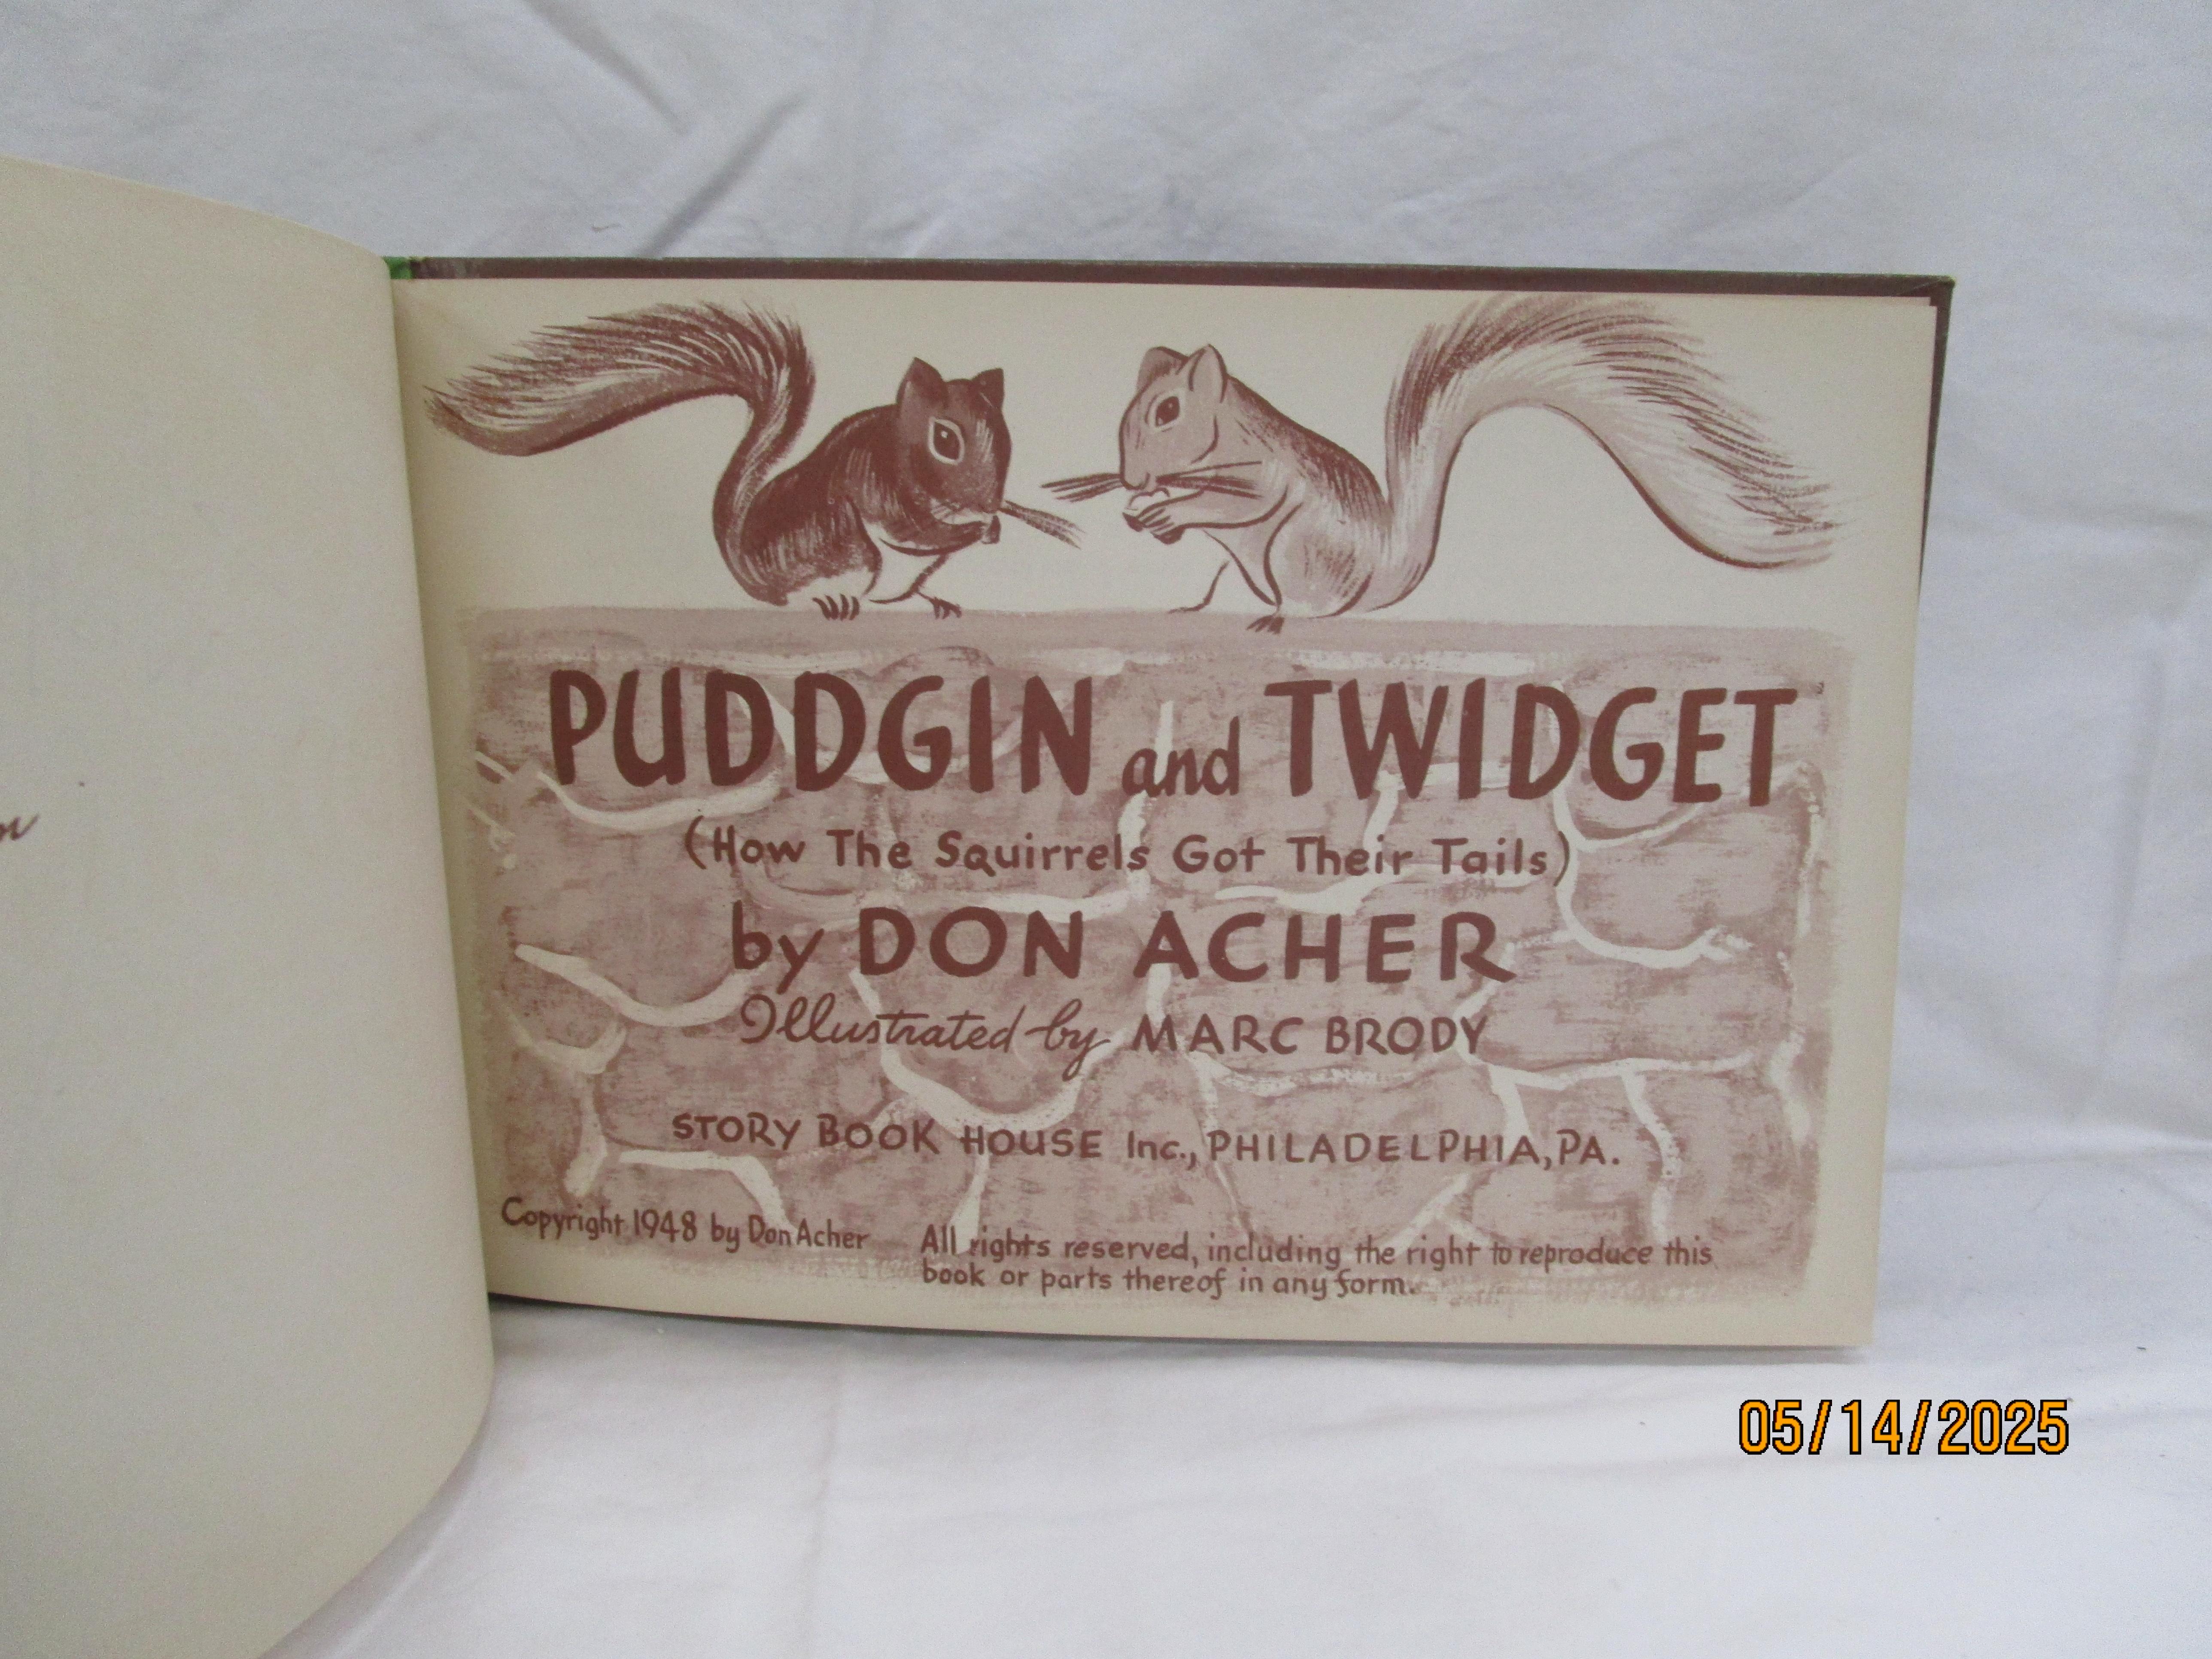 PUDDGIN and TWIDGET
(How The Squirrels Got Their Tails)
by DON ACHER
Illustrated by MARC BRODY
STORY BOOK HOUSE Inc., PHILADELPHIA, PA.
Copyright 1948 by Don Acher
All rights reserved, including the right to reproduce this
book or parts thereof in any form.
05/14/2025